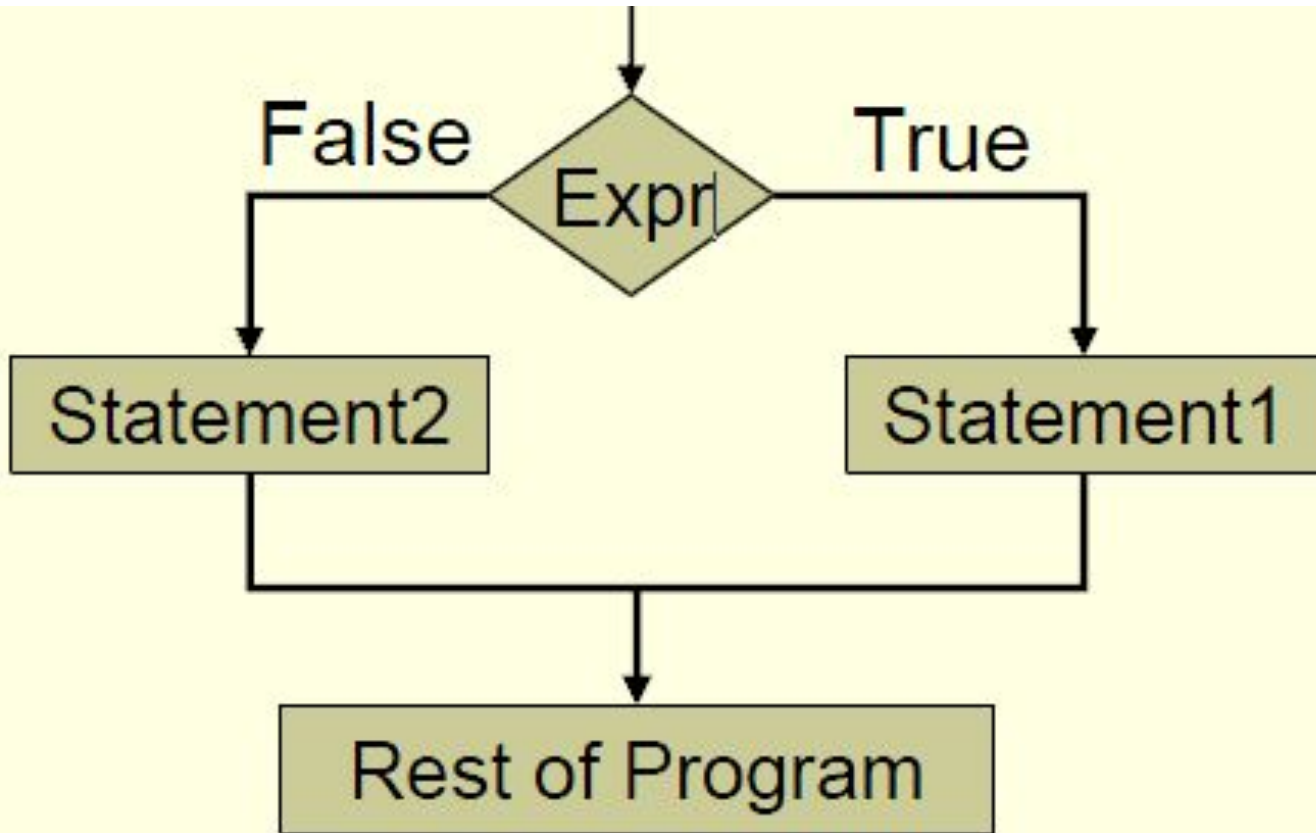 False
True
Expr
Statement2
Statement1
Rest of Program